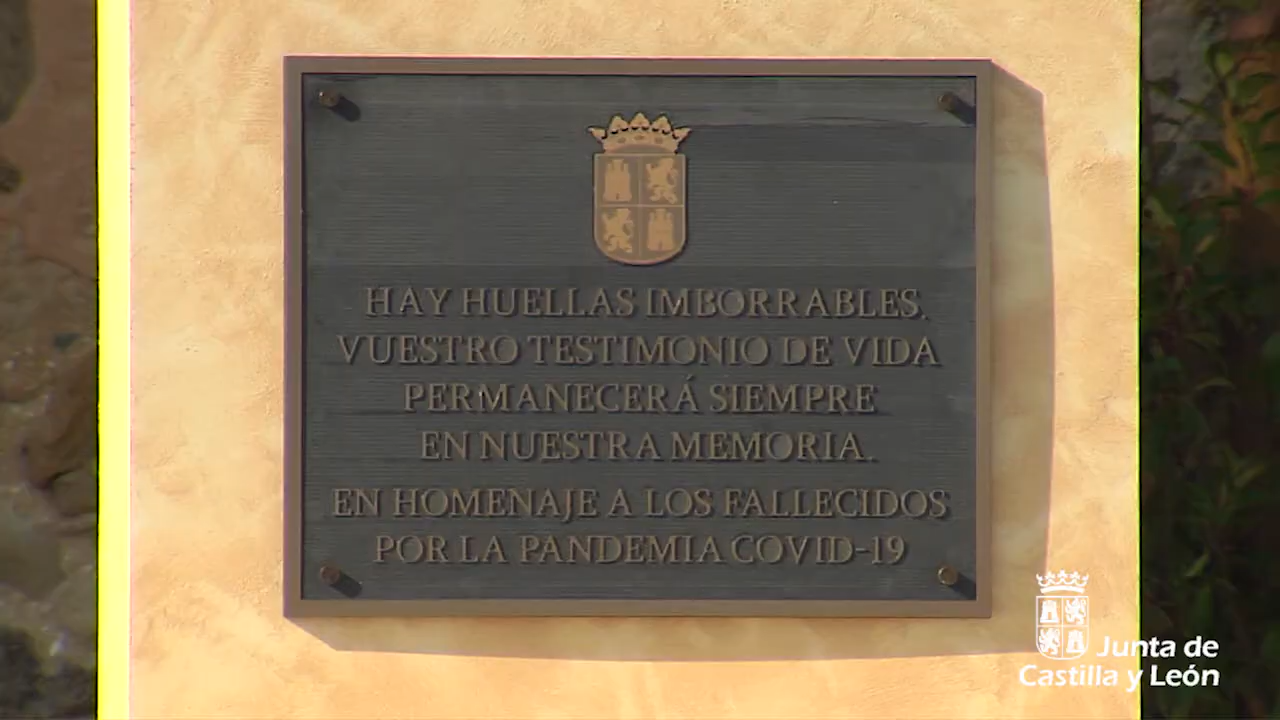 HAY HUELLAS IMBORRABLES.
VUESTRO TESTIMONIO DE VIDA
PERMANECERÁ SIEMPRE
EN NUESTRA MEMORIA.
EN HOMENAJE A LOS FALLECIDOS
POR LA PANDEMIA COVID-19
Junta de
Castilla y León